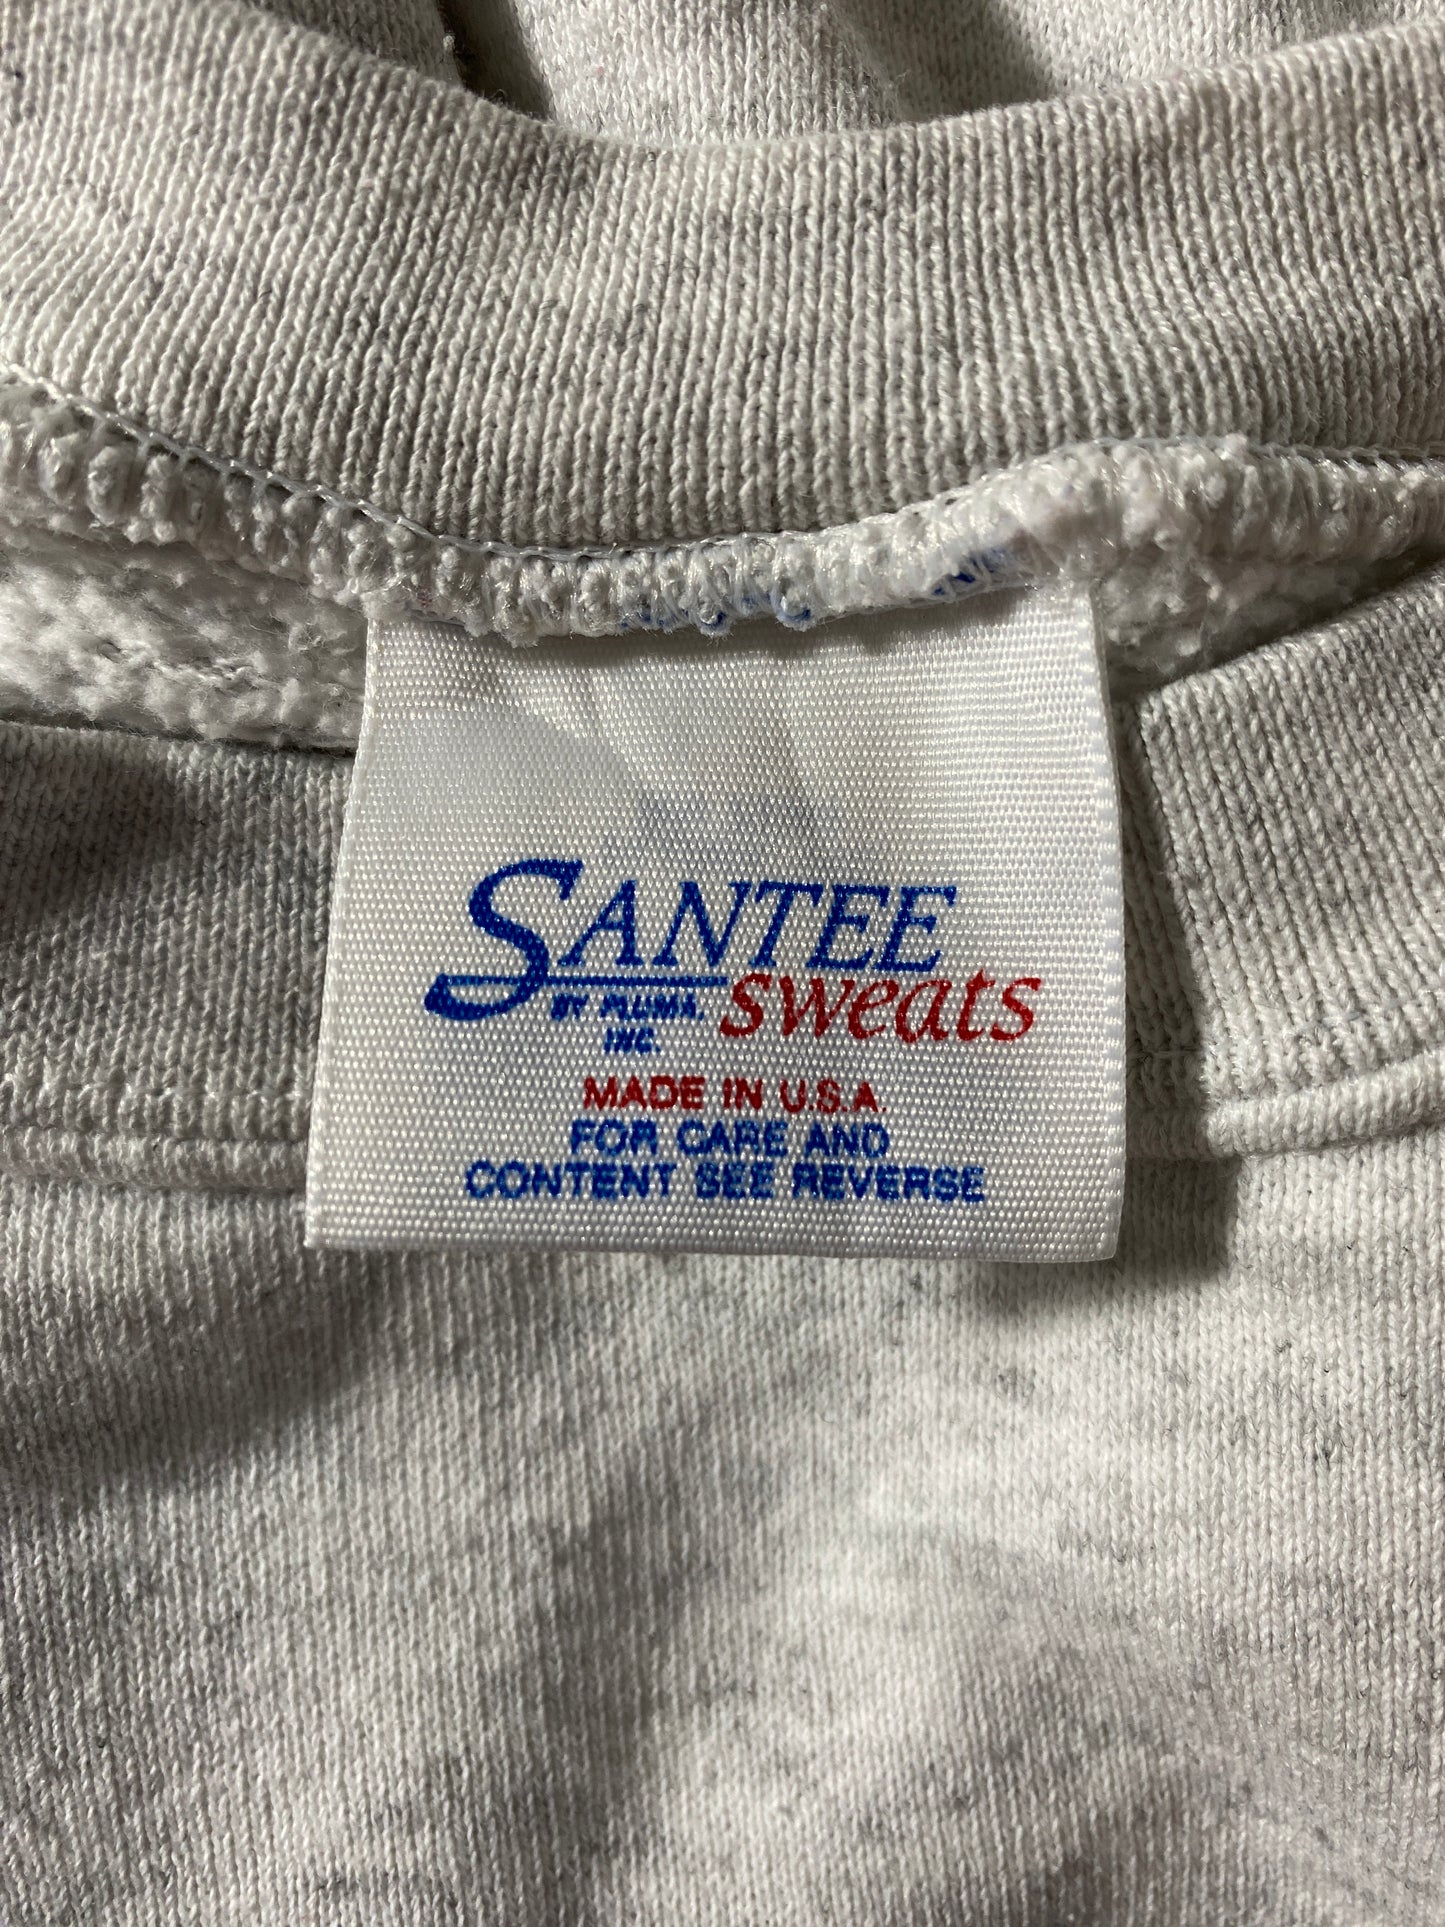 SANTEE
BY PLUMA, sweats
INC.
MADE IN U.S.A.
FOR CARE AND
CONTENT SEE REVERSE